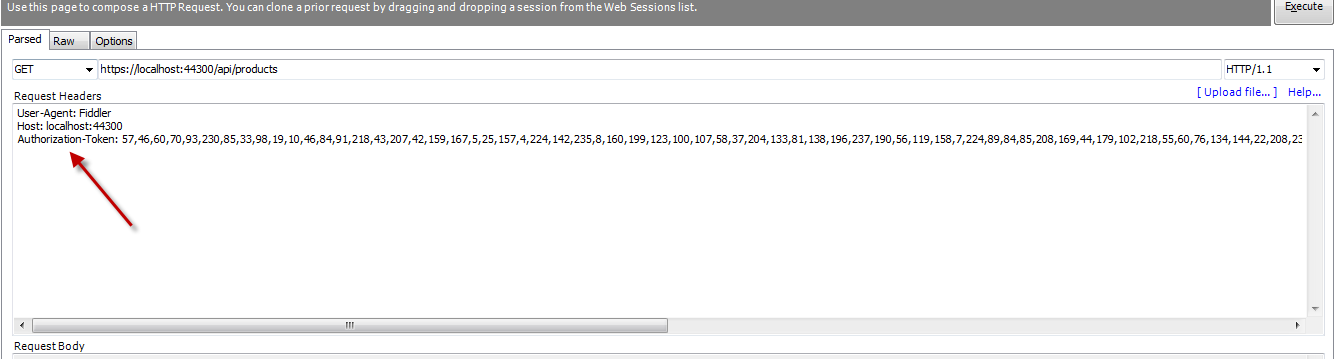 Use this page to compose a HTTP Request. You can clone a prior request by dragging and dropping a session from the Web Sessions list.
Execute
Parsed Raw Options
GET https://localhost:44300/api/products HTTP/1.1
Request Headers [ Upload file... ] Help...
User-Agent: Fiddler
Host: localhost:44300
Authorization-Token: 57,46,60,70,93,230,85,33,98,19,10,46,84,91,218,43,207,42,159,167,5,25,157,4,224,142,235,8,160,199,123,100,107,58,37,204,133,81,138,196,237,190,56,119,158,7,224,89,84,85,208,169,44,179,102,218,55,60,76,134,144,22,208,23
Request Body